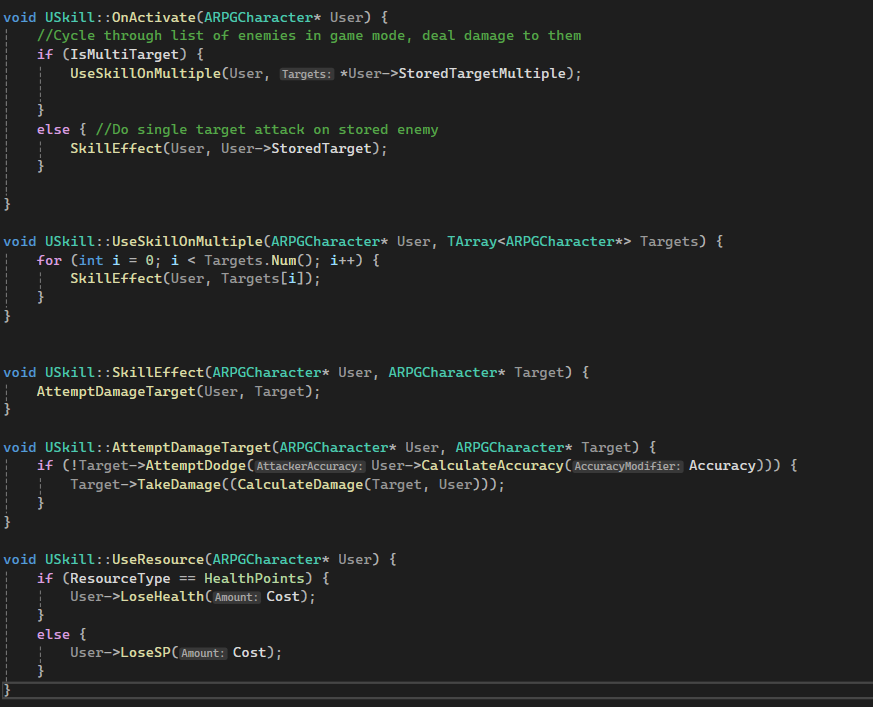 void USkill::OnActivate(ARPGCharacter* User) {
    //Cycle through list of enemies in game mode, deal damage to them
    if (IsMultiTarget) {
        UseSkillOnMultiple(User, Targets: *User->StoredTargetMultiple);
    }
    else { //Do single target attack on stored enemy
        SkillEffect(User, User->StoredTarget);
    }
}
void USkill::UseSkillOnMultiple(ARPGCharacter* User, TArray<ARPGCharacter*> Targets) {
    for (int i = 0; i < Targets.Num(); i++) {
        SkillEffect(User, Targets[i]);
    }
}
void USkill::SkillEffect(ARPGCharacter* User, ARPGCharacter* Target) {
    AttemptDamageTarget(User, Target);
}
void USkill::AttemptDamageTarget(ARPGCharacter* User, ARPGCharacter* Target) {
    if (!Target->AttemptDodge(AttackerAccuracy: User->CalculateAccuracy(AccuracyModifier: Accuracy))) {
        Target->TakeDamage((CalculateDamage(Target, User)));
    }
}
void USkill::UseResource(ARPGCharacter* User) {
    if (ResourceType == HealthPoints) {
        User->LoseHealth(Amount: Cost);
    }
    else {
        User->LoseSP(Amount: Cost);
    }
}